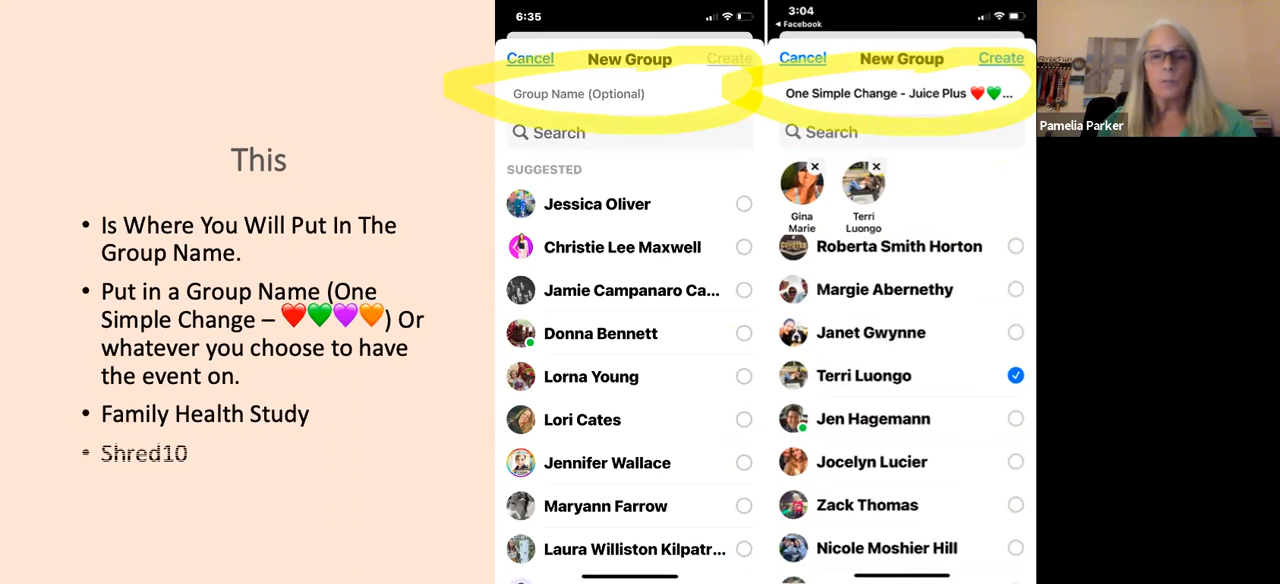 This
• Is Where You Will Put In The
Group Name.
• Put in a Group Name (One
Simple Change – ❤️💚💜🧡) Or
whatever you choose to have
the event on.
• Family Health Study
• Shred10
6:35
Cancel New Group Create
Group Name (Optional)
Search
SUGGESTED
Jessica Oliver
Christie Lee Maxwell
Jamie Campanaro Ca...
Donna Bennett
Lorna Young
Lori Cates
Jennifer Wallace
Maryann Farrow
Laura Williston Kilpatr...
3:04
◀ Facebook
Cancel New Group Create
One Simple Change - Juice Plus ❤️💚...
Search
Gina
Marie
Terri
Luongo
Roberta Smith Horton
Margie Abernethy
Janet Gwynne
Terri Luongo
Jen Hagemann
Jocelyn Lucier
Zack Thomas
Nicole Moshier Hill
Pamelia Parker